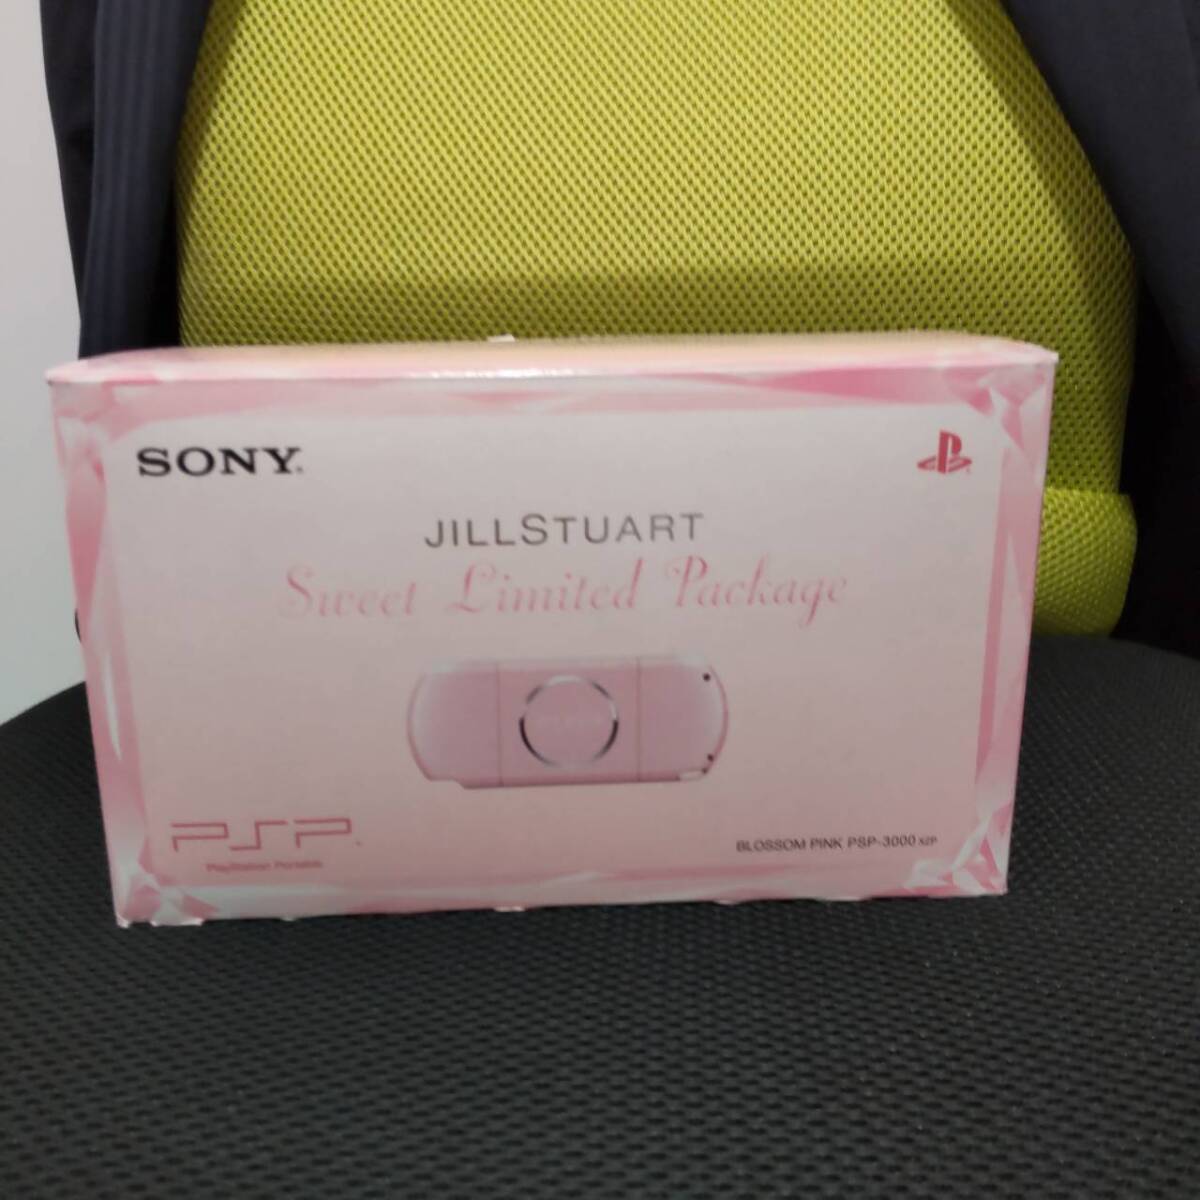 SONY
JILLSTUART
Sweet Limited Package
PSP
PlayStation Portable
BLOSSOM PINK PSP-3000 XZP